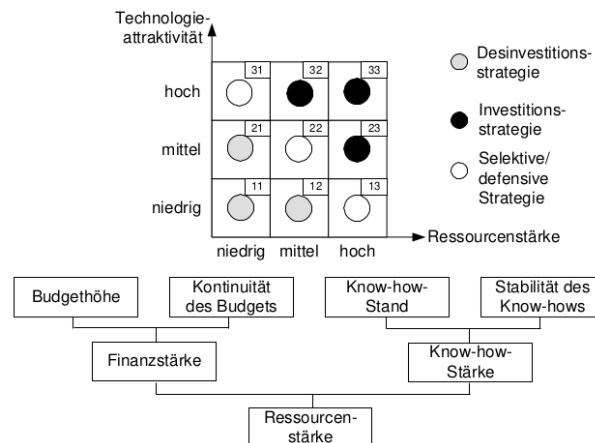 Technologie-
attraktivität
hoch
mittel
niedrig
31
32
33
21
22
23
11
12
13
niedrig mittel hoch
Ressourcenstärke
Desinvestitions-
strategie
Investitions-
strategie
Selektive/
defensive
Strategie
Budgethöhe
Kontinuität
des Budgets
Know-how-
Stand
Stabilität des
Know-hows
Finanzstärke
Know-how-
Stärke
Ressourcen-
stärke